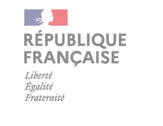 RÉPUBLIQUE
FRANÇAISE
Liberté
Égalité
Fraternité